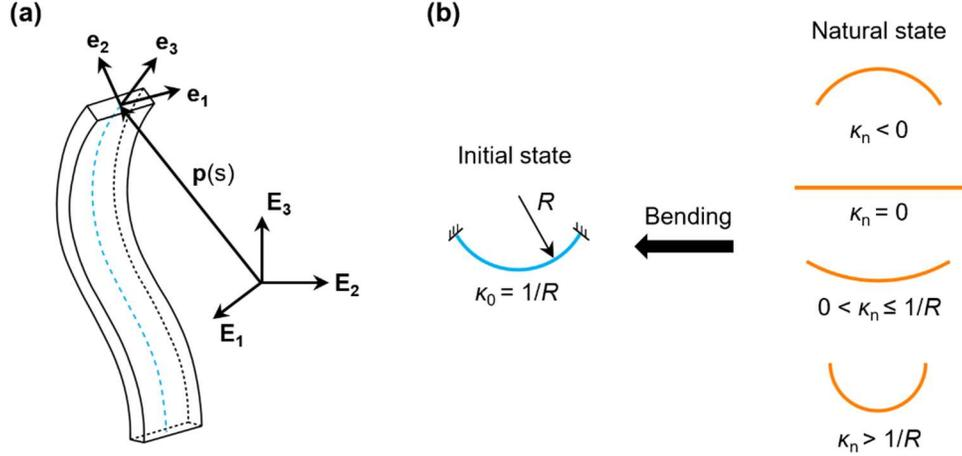 (a)
e₂
e₃
e₁
p(s)
E₃
E₂
E₁
(b)
Initial state
R
κ₀ = 1/R
Bending
Natural state
κₙ < 0
κₙ = 0
0 < κₙ ≤ 1/R
κₙ > 1/R